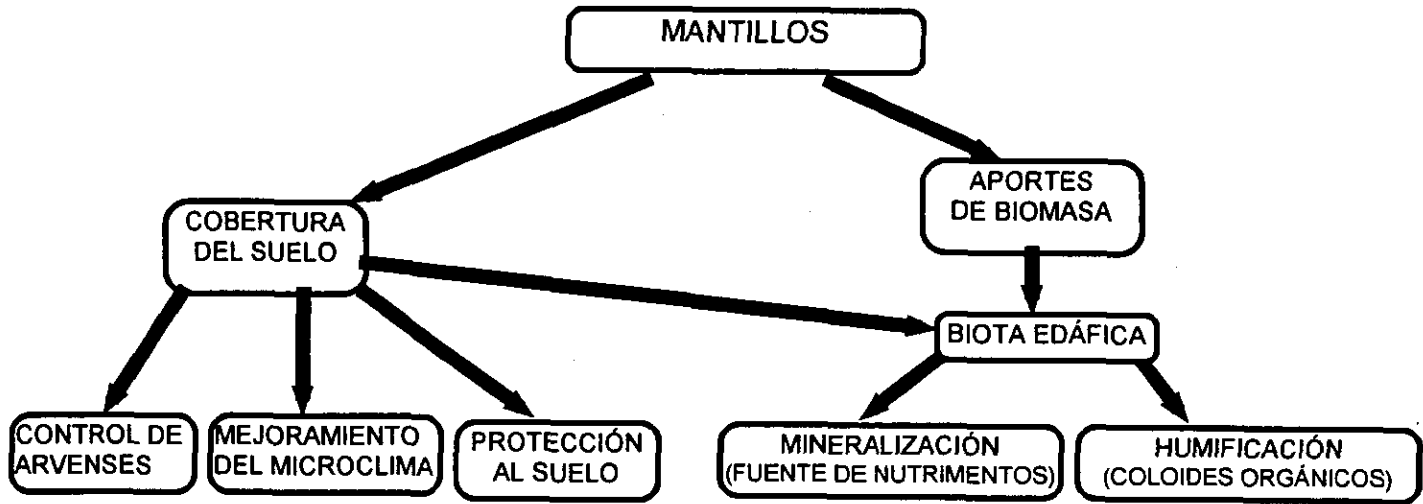 MANTILLOS
APORTES
DE BIOMASA
COBERTURA
DEL SUELO
BIOTA EDÁFICA
CONTROL DE
ARVENSES
MEJORAMIENTO
DEL MICROCLIMA
PROTECCIÓN
AL SUELO
MINERALIZACIÓN
(FUENTE DE NUTRIMENTOS)
HUMIFICACIÓN
(COLOIDES ORGÁNICOS)